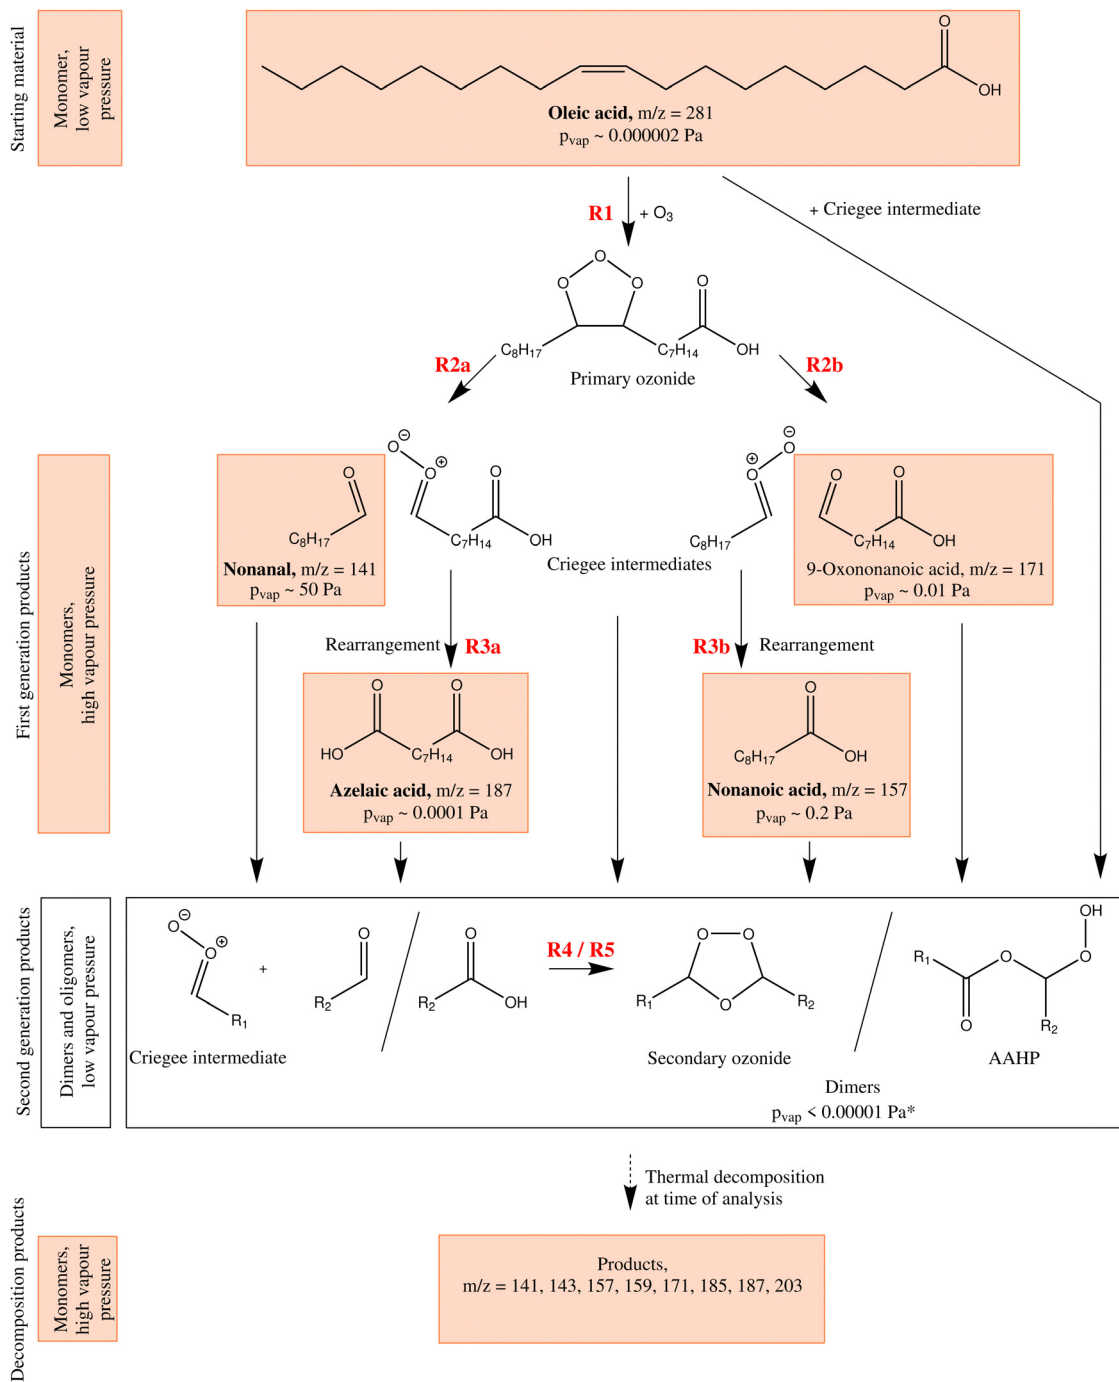 Starting material
Monomer,
low vapour
pressure
O
OH
Oleic acid, m/z = 281
pvap ~ 0.000002 Pa
R1
+ O3
+ Criegee intermediate
O
O
O
O
C8H17
C7H14
OH
Primary ozonide
R2a
R2b
First generation products
Monomers,
high vapour pressure
O
C8H17
Nonanal, m/z = 141
pvap ~ 50 Pa
O ⊖
O ⊕
O
C7H14
OH
Criegee intermediates
O ⊖
O ⊕
C8H17
O
O
C7H14
OH
9-Oxononanoic acid, m/z = 171
pvap ~ 0.01 Pa
Rearrangement
R3a
R3b
Rearrangement
O
O
HO
C7H14
OH
Azelaic acid, m/z = 187
pvap ~ 0.0001 Pa
O
C8H17
OH
Nonanoic acid, m/z = 157
pvap ~ 0.2 Pa
Second generation products
Dimers and oligomers,
low vapour pressure
O ⊖
O ⊕
R1
Criegee intermediate
+
O
R2
O
R2
OH
R4 / R5
O
O
O
R1
R2
Secondary ozonide
OH
O
O
R1
O
R2
AAHP
Dimers
pvap < 0.00001 Pa*
Thermal decomposition
at time of analysis
Decomposition products
Monomers,
high vapour
pressure
Products,
m/z = 141, 143, 157, 159, 171, 185, 187, 203